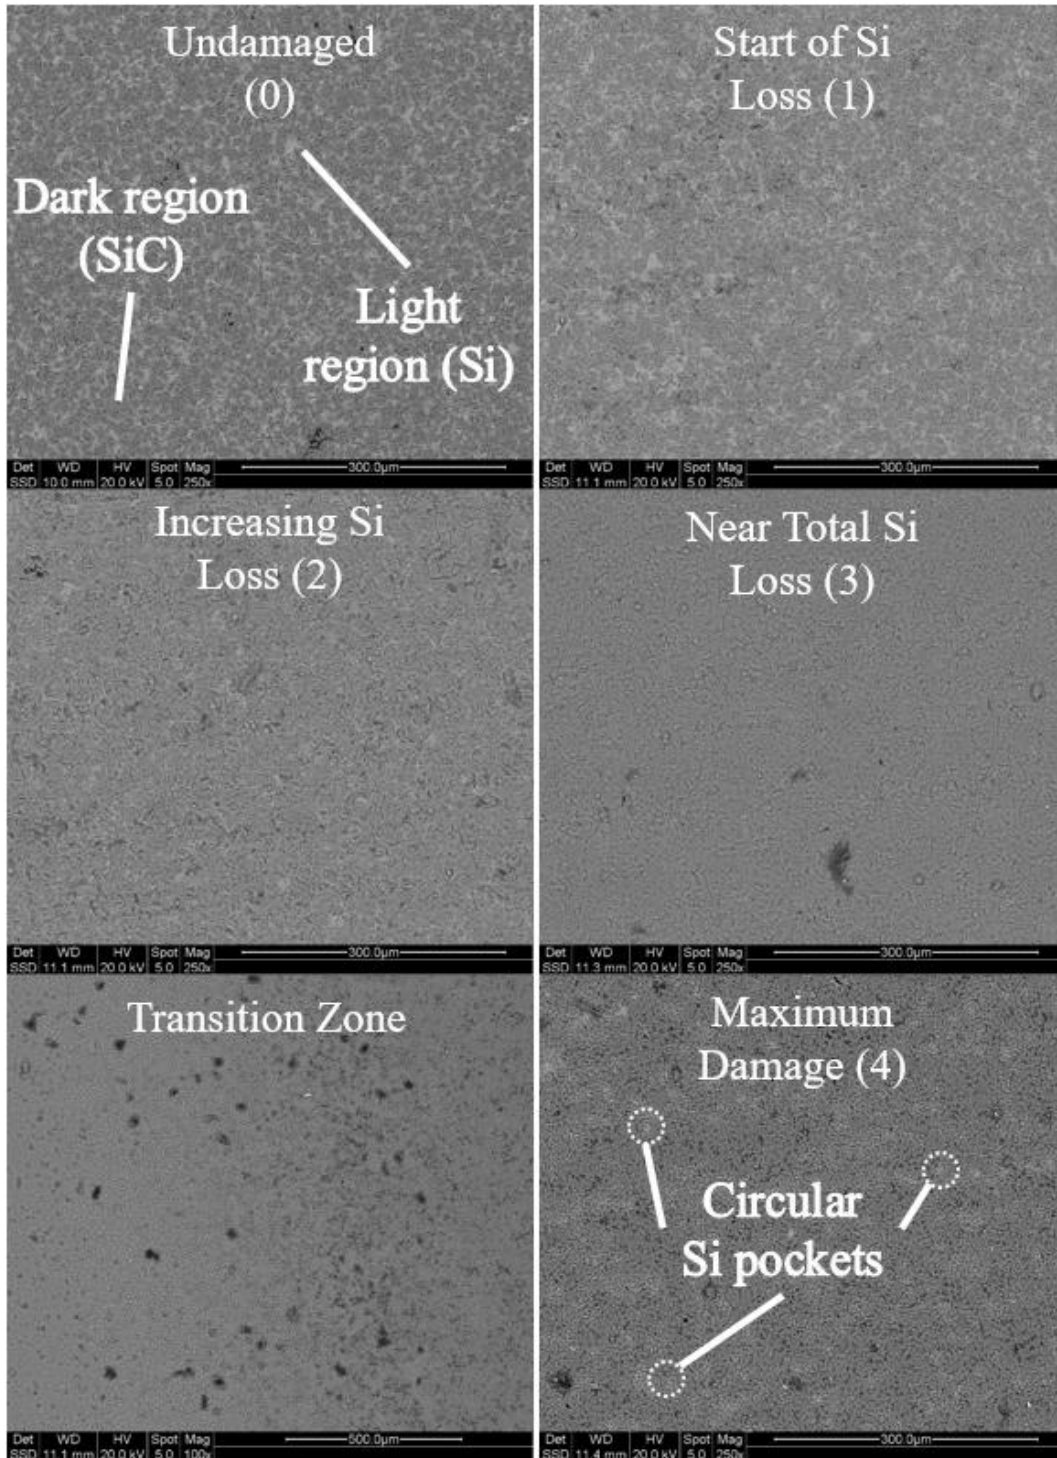 Undamaged
(0)
Dark region
(SiC)
Light
region (Si)
Det WD HV Spot Mag 300.0µm
SSD 10.0 mm 20.0 kV 5.0 250x
Start of Si
Loss (1)
Det WD HV Spot Mag 300.0µm
SSD 11.1 mm 20.0 kV 5.0 250x
Increasing Si
Loss (2)
Det WD HV Spot Mag 300.0µm
SSD 11.1 mm 20.0 kV 5.0 250x
Near Total Si
Loss (3)
Det WD HV Spot Mag 300.0µm
SSD 11.3 mm 20.0 kV 5.0 250x
Transition Zone
Det WD HV Spot Mag 500.0µm
SSD 11.1 mm 20.0 kV 5.0 100x
Maximum
Damage (4)
Circular
Si pockets
Det WD HV Spot Mag 300.0µm
SSD 11.4 mm 20.0 kV 5.0 250x